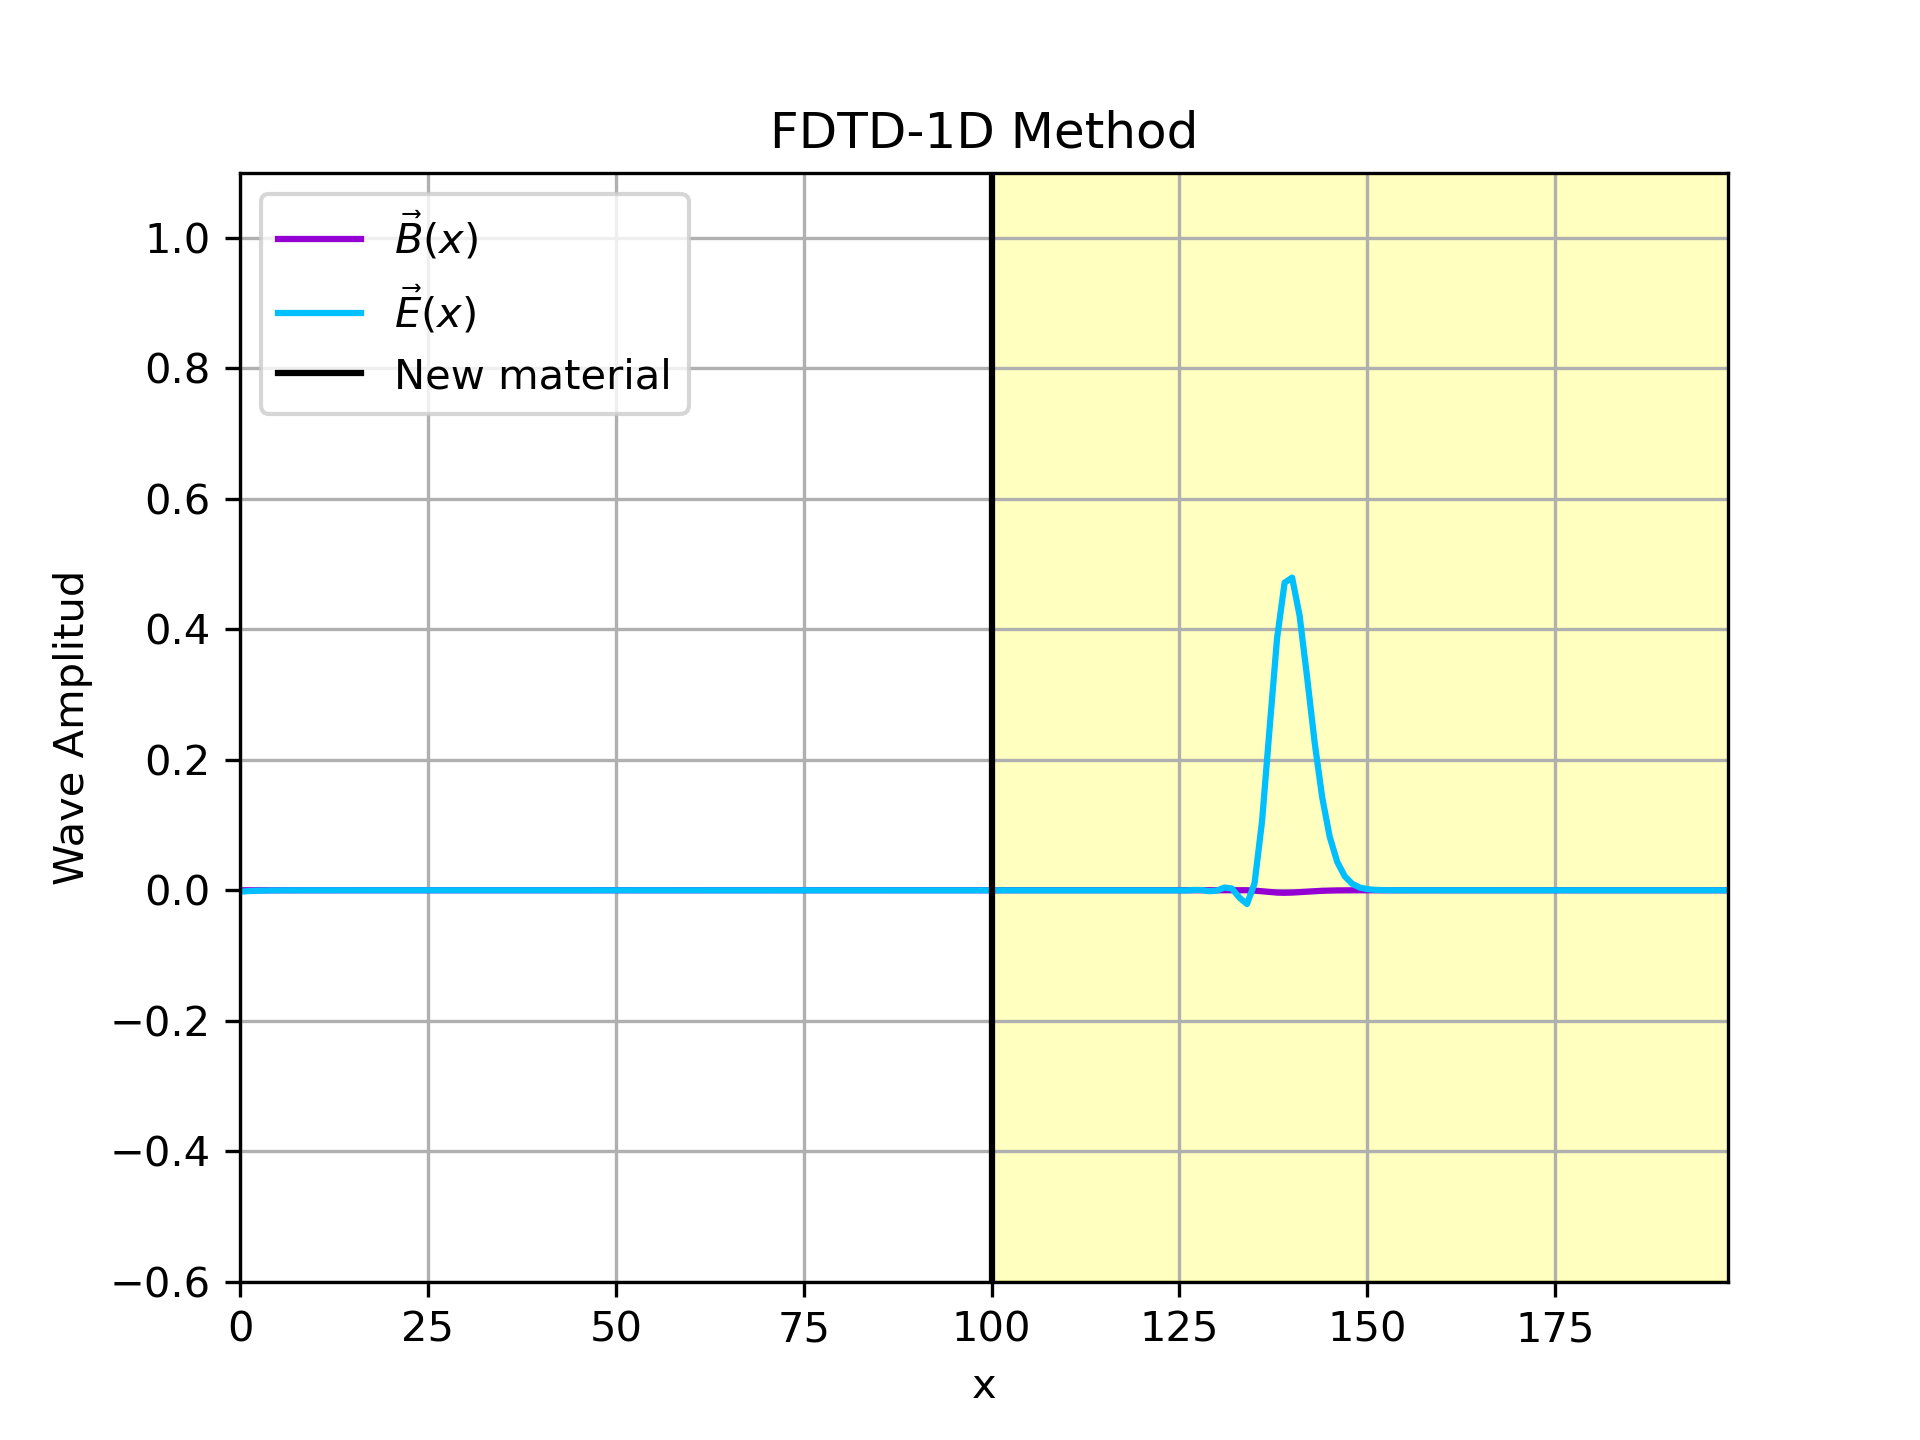 FDTD-1D Method
B⃗(x)
E⃗(x)
New material
Wave Amplitud
1.0
0.8
0.6
0.4
0.2
0.0
−0.2
−0.4
−0.6
0 25 50 75 100 125 150 175
x